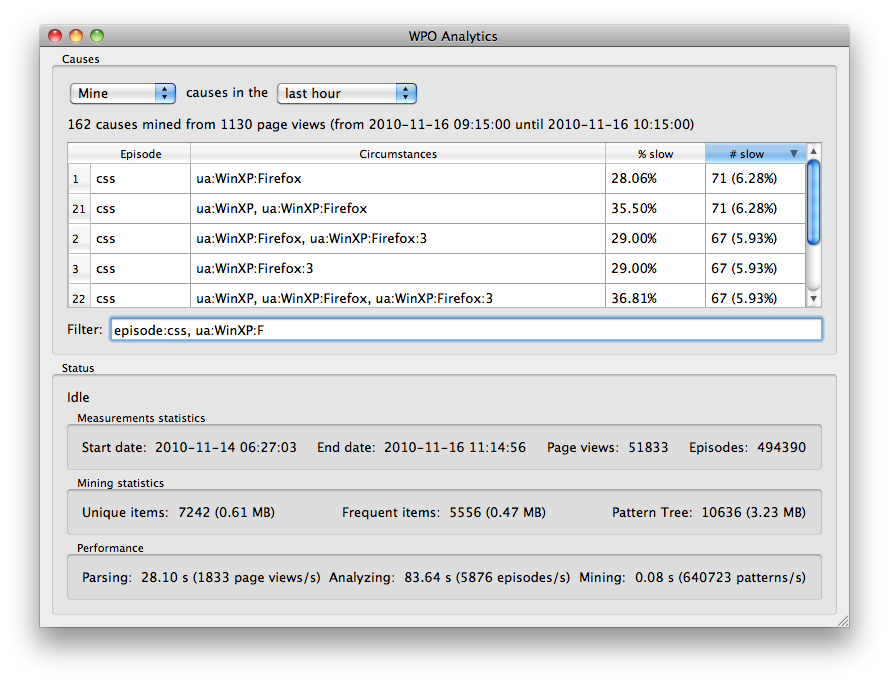 WPO Analytics
Causes
Mine causes in the last hour
162 causes mined from 1130 page views (from 2010-11-16 09:15:00 until 2010-11-16 10:15:00)
Episode Circumstances % slow # slow
1 css ua:WinXP:Firefox 28.06% 71 (6.28%)
21 css ua:WinXP, ua:WinXP:Firefox 35.50% 71 (6.28%)
2 css ua:WinXP:Firefox, ua:WinXP:Firefox:3 29.00% 67 (5.93%)
3 css ua:WinXP:Firefox:3 29.00% 67 (5.93%)
22 css ua:WinXP, ua:WinXP:Firefox, ua:WinXP:Firefox:3 36.81% 67 (5.93%)
Filter: episode:css, ua:WinXP:F
Status
Idle
Measurements statistics
Start date: 2010-11-14 06:27:03 End date: 2010-11-16 11:14:56 Page views: 51833 Episodes: 494390
Mining statistics
Unique items: 7242 (0.61 MB) Frequent items: 5556 (0.47 MB) Pattern Tree: 10636 (3.23 MB)
Performance
Parsing: 28.10 s (1833 page views/s) Analyzing: 83.64 s (5876 episodes/s) Mining: 0.08 s (640723 patterns/s)